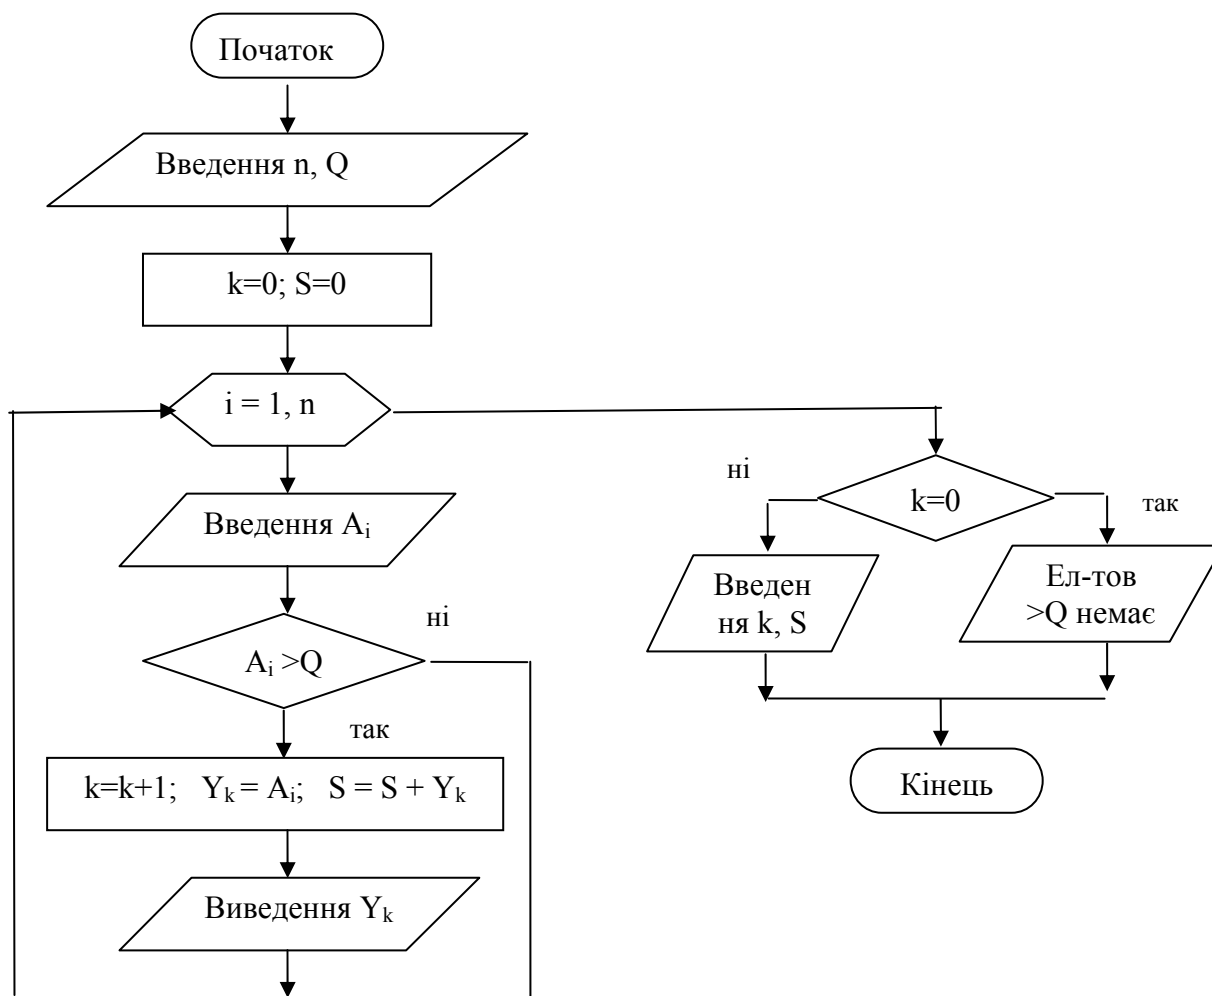 Початок
Введення n, Q
k=0; S=0
i = 1, n
Введення Ai
ні
Ai >Q
так
k=k+1; Yk = Ai; S = S + Yk
Виведення Yk
ні
k=0
так
Введен
ня k, S
Ел-тов
>Q немає
Кінець